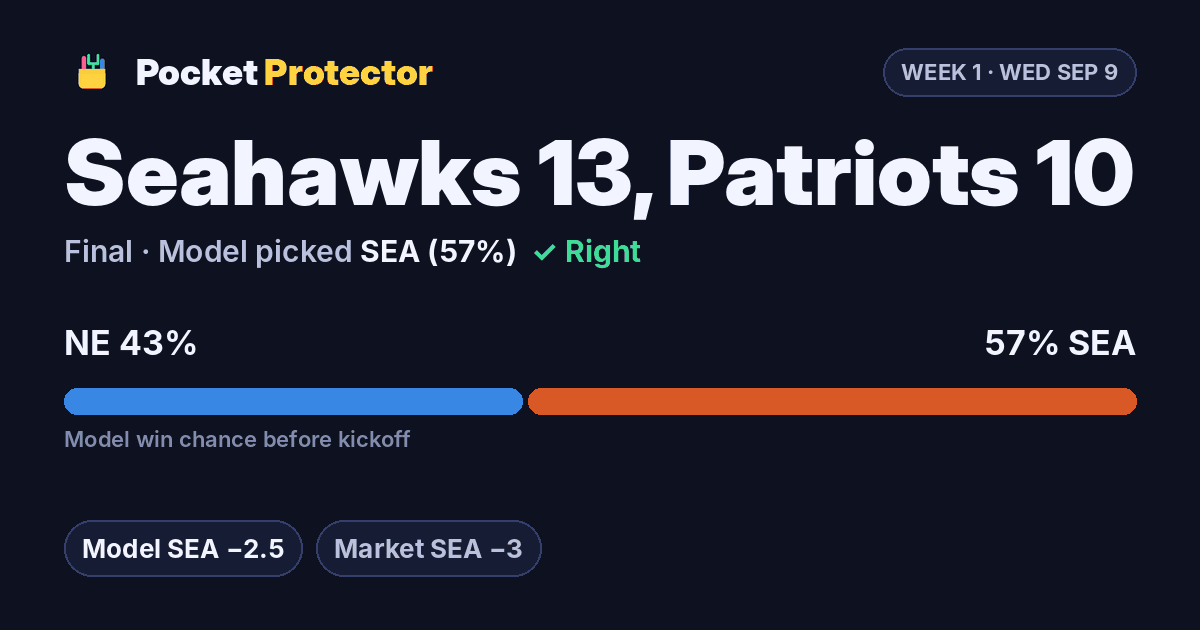 Pocket Protector
WEEK 1 · WED SEP 9
Seahawks 13, Patriots 10
Final · Model picked SEA (57%) ✓ Right
NE 43%
57% SEA
Model win chance before kickoff
Model SEA −2.5
Market SEA −3